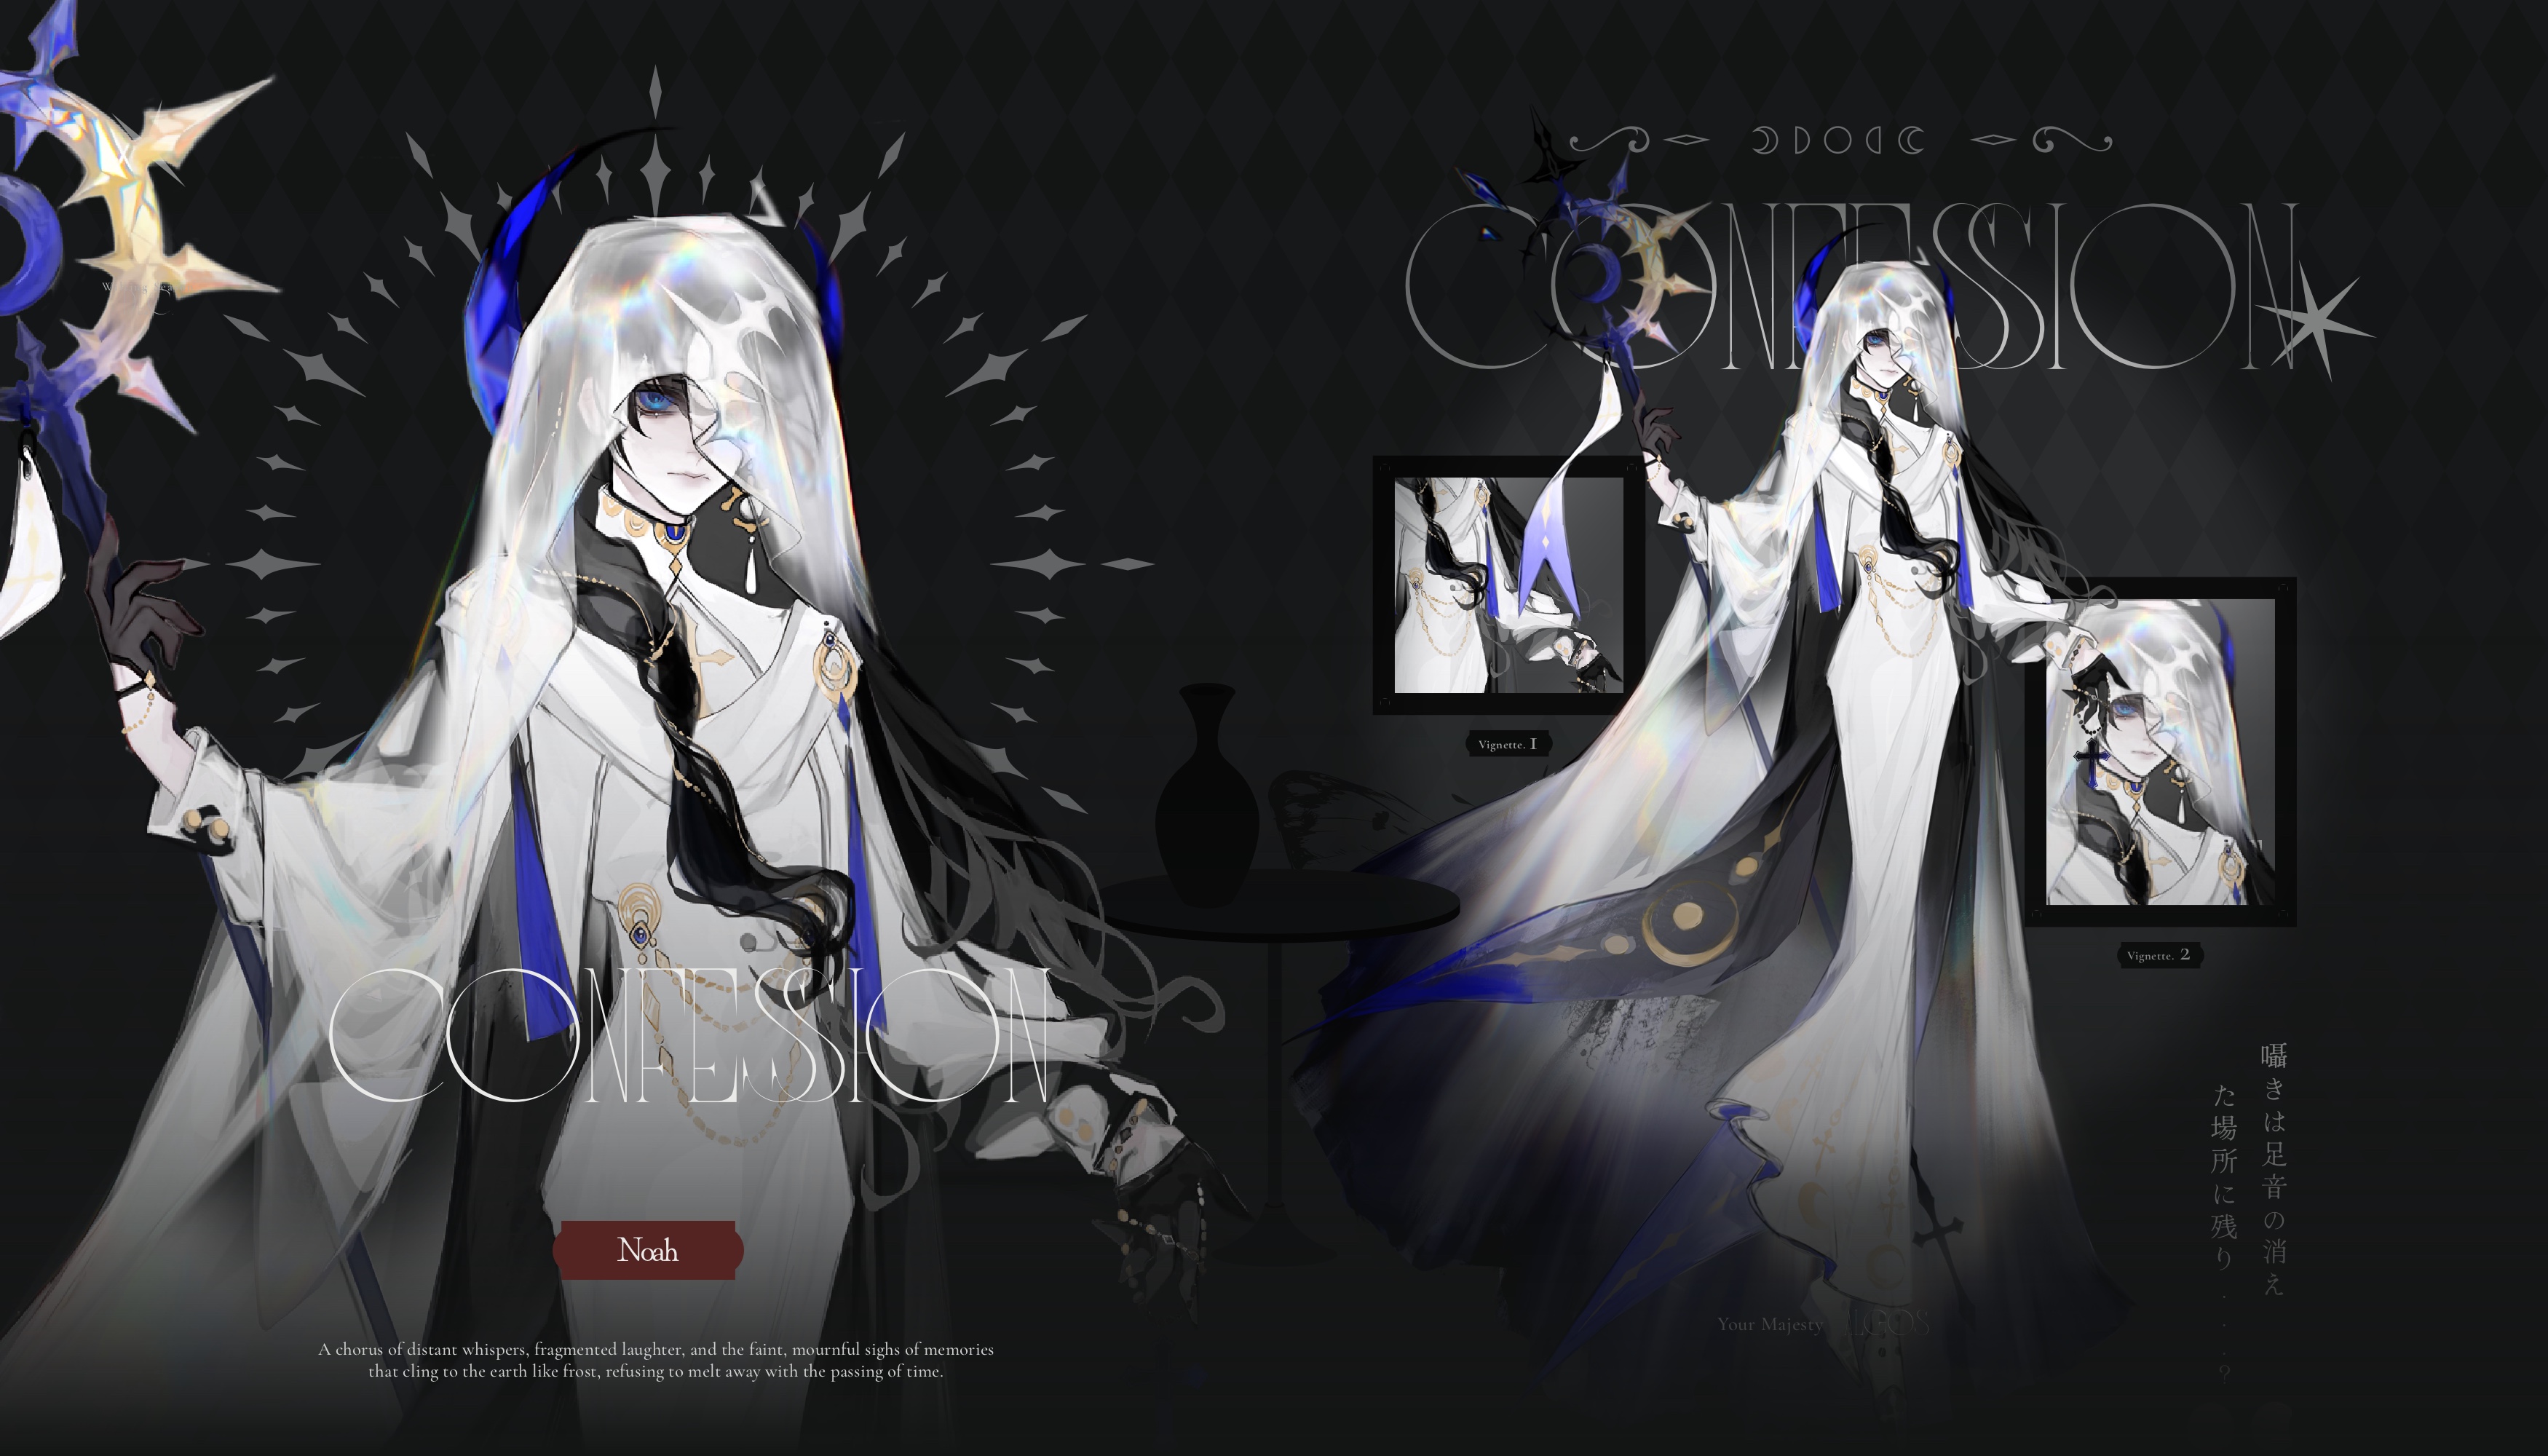 CONFESSION
Noah
A chorus of distant whispers, fragmented laughter, and the faint, mournful sighs of memories
that cling to the earth like frost, refusing to melt away with the passing of time.
CONFESSION
Vignette. 1
Vignette. 2
囁きは足音の消え
た場所に残り...?
Your Majesty